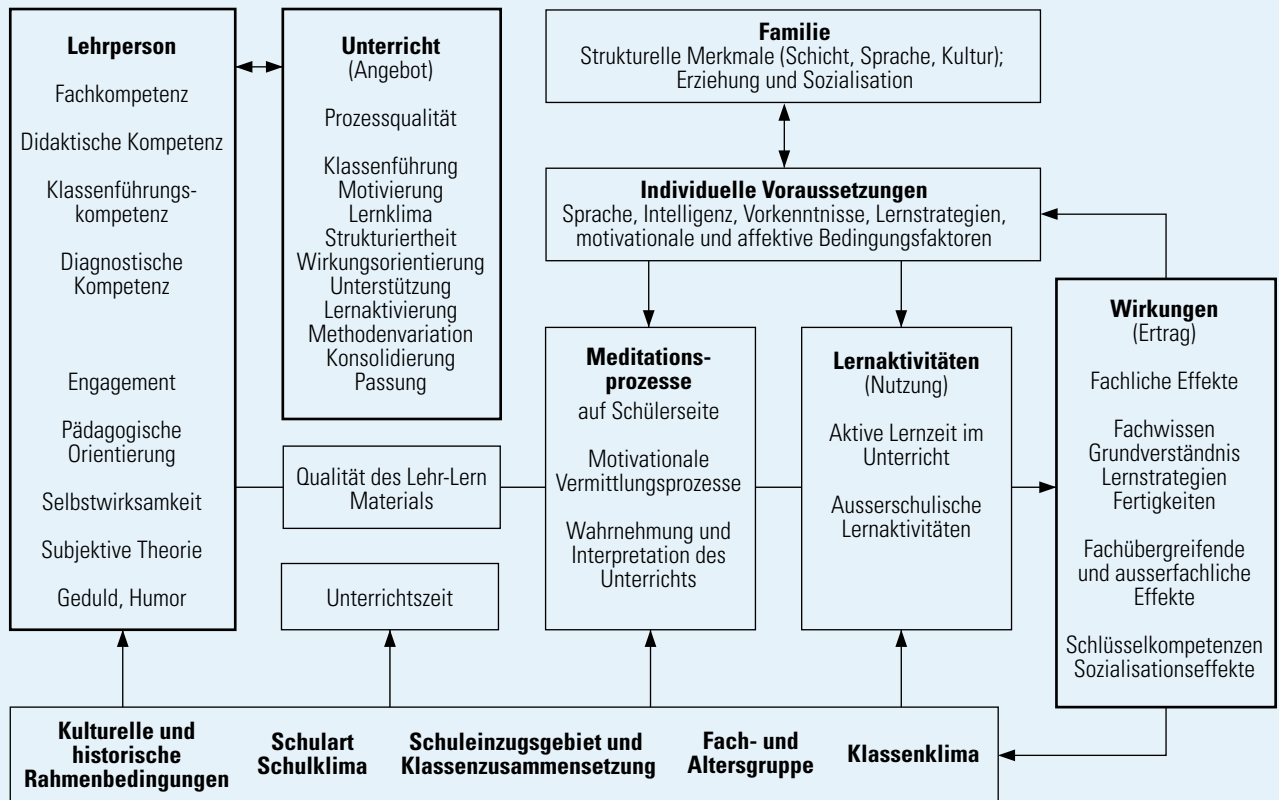 Lehrperson
Fachkompetenz
Didaktische Kompetenz
Klassenführungs-
kompetenz
Diagnostische
Kompetenz
Engagement
Pädagogische
Orientierung
Selbstwirksamkeit
Subjektive Theorie
Geduld, Humor
Unterricht
(Angebot)
Prozessqualität
Klassenführung
Motivierung
Lernklima
Strukturiertheit
Wirkungsorientierung
Unterstützung
Lernaktivierung
Methodenvariation
Konsolidierung
Passung
Qualität des Lehr-Lern
Materials
Unterrichtszeit
Familie
Strukturelle Merkmale (Schicht, Sprache, Kultur);
Erziehung und Sozialisation
Individuelle Voraussetzungen
Sprache, Intelligenz, Vorkenntnisse, Lernstrategien,
motivationale und affektive Bedingungsfaktoren
Meditations-
prozesse
auf Schülerseite
Motivationale
Vermittlungsprozesse
Wahrnehmung und
Interpretation des
Unterrichts
Lernaktivitäten
(Nutzung)
Aktive Lernzeit im
Unterricht
Ausserschulische
Lernaktivitäten
Wirkungen
(Ertrag)
Fachliche Effekte
Fachwissen
Grundverständnis
Lernstrategien
Fertigkeiten
Fachübergreifende
und ausserfachliche
Effekte
Schlüsselkompetenzen
Sozialisationseffekte
Kulturelle und
historische
Rahmenbedingungen
Schulart
Schulklima
Schuleinzugsgebiet und
Klassenzusammensetzung
Fach- und
Altersgruppe
Klassenklima